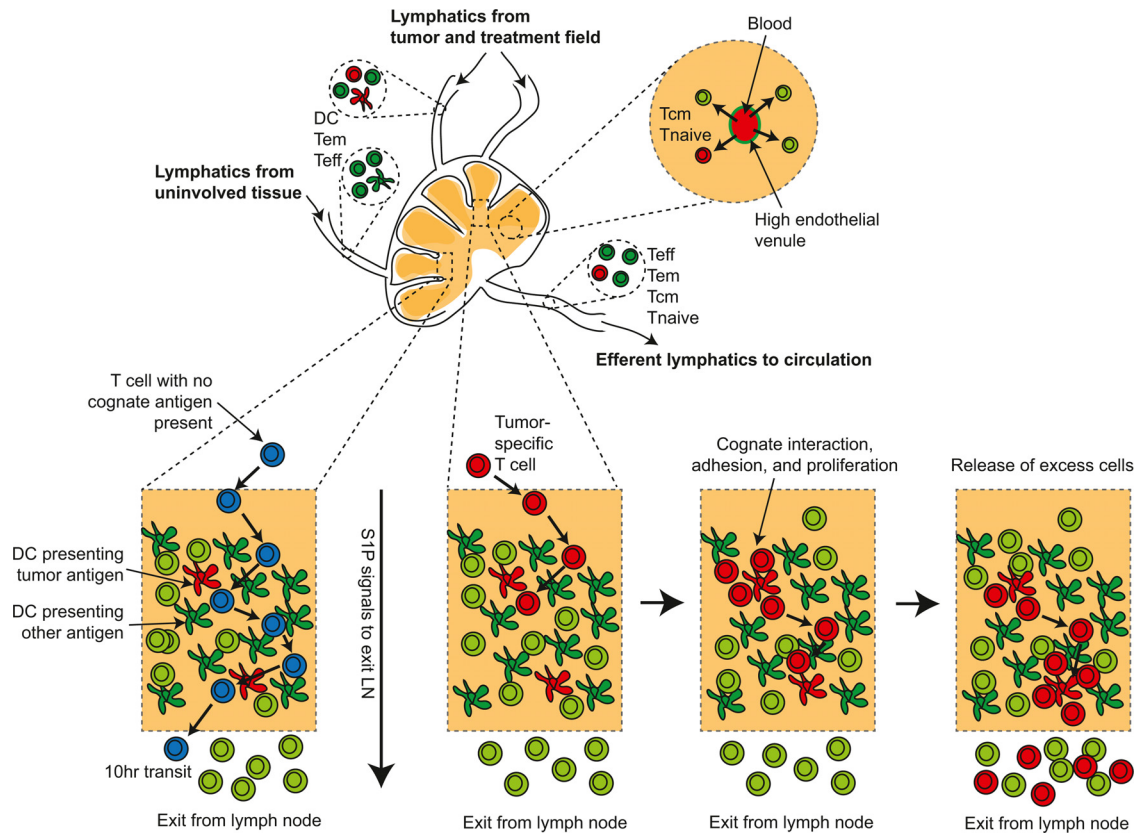 Lymphatics from
tumor and treatment field
Blood
DC
Tem
Teff
Tcm
Tnaive
Lymphatics from
uninvolved tissue
High endothelial
venule
Teff
Tem
Tcm
Tnaive
Efferent lymphatics to circulation
T cell with no
cognate antigen
present
Tumor-
specific
T cell
Cognate interaction,
adhesion, and proliferation
Release of excess cells
DC presenting
tumor antigen
DC presenting
other antigen
S1P signals to exit LN
10hr transit
Exit from lymph node
Exit from lymph node
Exit from lymph node
Exit from lymph node